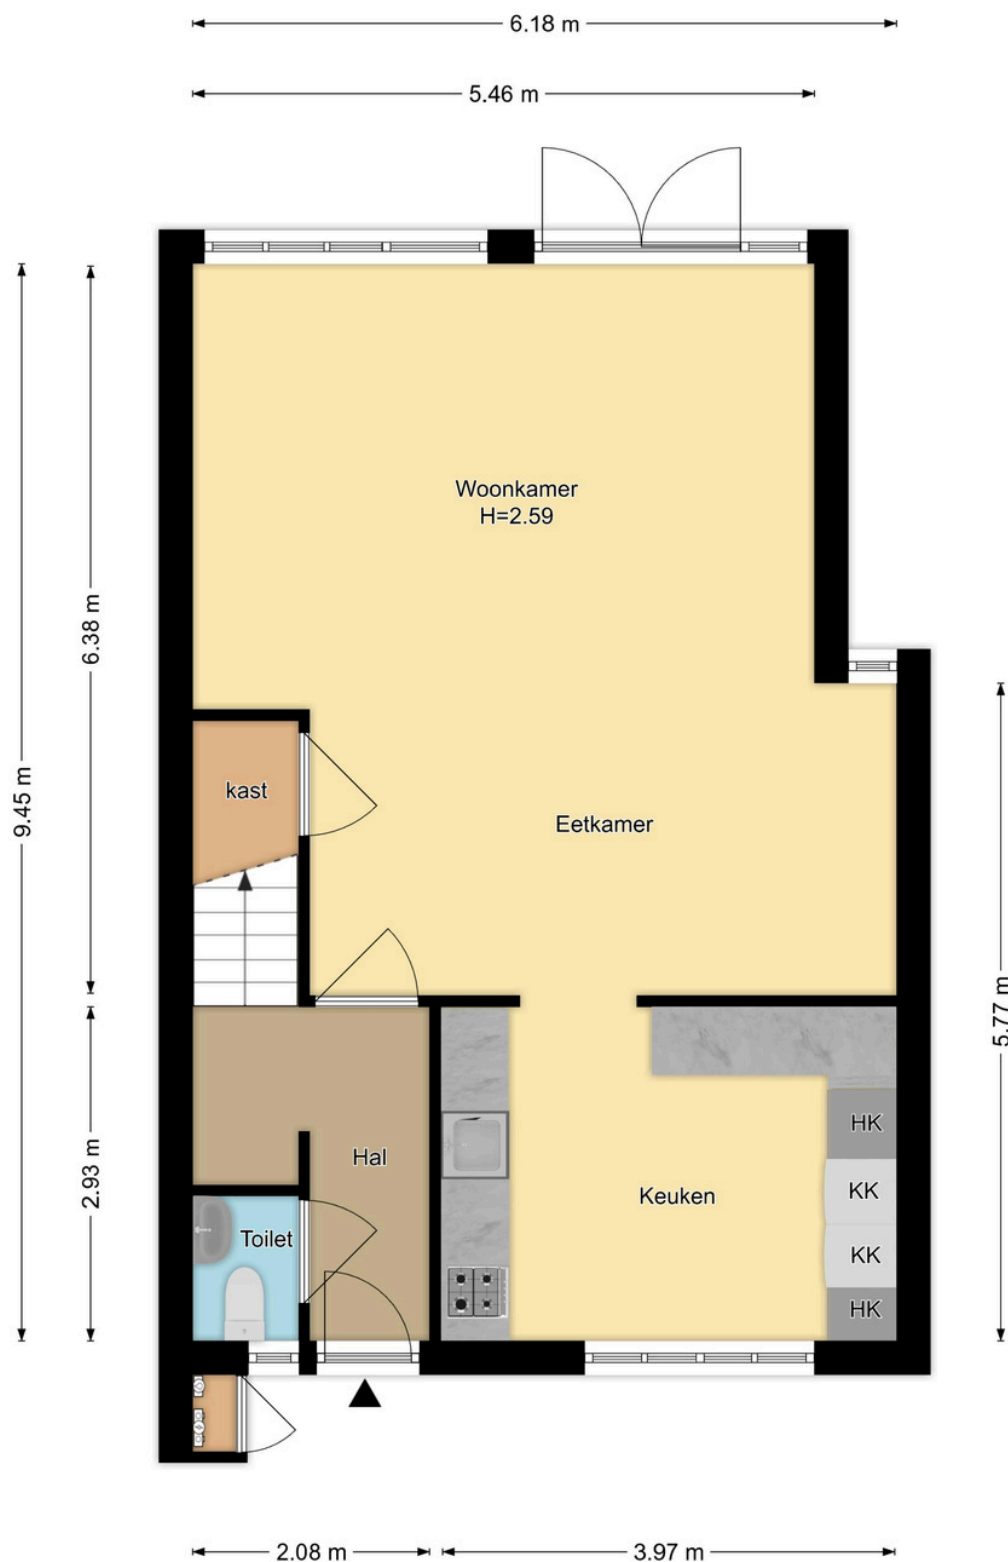 6.18 m
5.46 m
Woonkamer
H=2.59
6.38 m
9.45 m
kast
Eetkamer
5.77 m
2.93 m
Hal
HK
KK
Keuken
Toilet
KK
HK
2.08 m
3.97 m